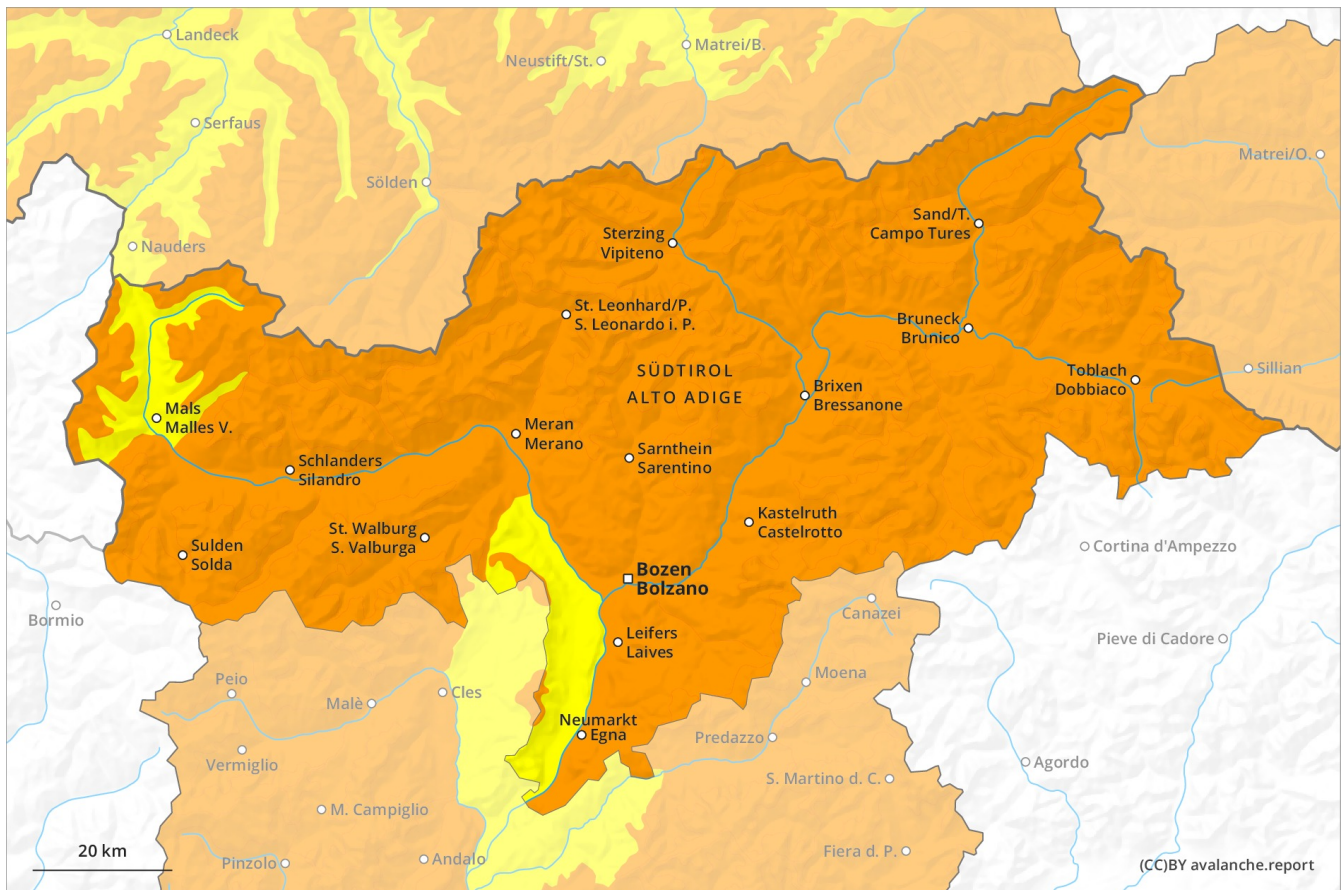 Landeck
Matrei/B.
Neustift/St.
Serfaus
Matrei/O.
Sölden
Sand/T.
Campo Tures
Sterzing
Vipiteno
Nauders
St. Leonhard/P.
S. Leonardo i. P.
Bruneck
Brunico
SÜDTIROL
ALTO ADIGE
Toblach
Dobbiaco
Sillian
Brixen
Bressanone
Mals
Malles V.
Meran
Merano
Sarnthein
Sarentino
Schlanders
Silandro
Kastelruth
Castelrotto
St. Walburg
S. Valburga
Sulden
Solda
Cortina d'Ampezzo
Bozen
Bolzano
Bormio
Canazei
Leifers
Laives
Pieve di Cadore
Peio
Moena
Malè
Cles
Neumarkt
Egna
Predazzo
Vermiglio
Agordo
S. Martino d. C.
M. Campiglio
20 km
Pinzolo
Andalo
Fiera d. P.
(CC)BY avalanche.report